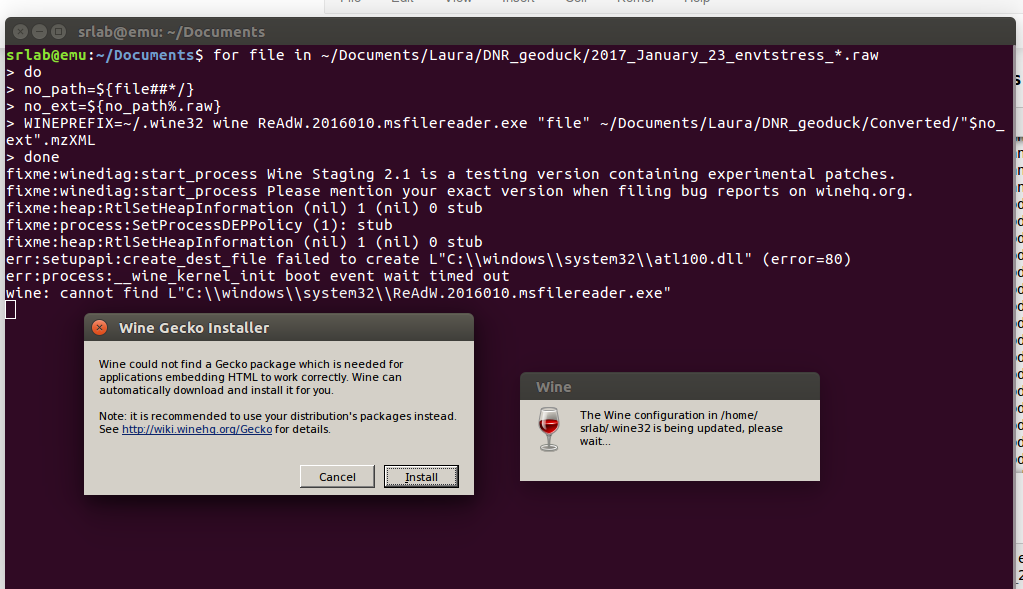 File Edit View Insert Cell Kernel Help
srlab@emu: ~/Documents
srlab@emu:~/Documents$ for file in ~/Documents/Laura/DNR_geoduck/2017_January_23_envtstress_*.raw
> do
> no_path=${file##*/}
> no_ext=${no_path%.raw}
> WINEPREFIX=~/.wine32 wine ReAdW.2016010.msfilereader.exe "file" ~/Documents/Laura/DNR_geoduck/Converted/"$no_
ext".mzXML
> done
fixme:winediag:start_process Wine Staging 2.1 is a testing version containing experimental patches.
fixme:winediag:start_process Please mention your exact version when filing bug reports on winehq.org.
fixme:heap:RtlSetHeapInformation (nil) 1 (nil) 0 stub
fixme:process:SetProcessDEPPolicy (1): stub
fixme:heap:RtlSetHeapInformation (nil) 1 (nil) 0 stub
err:setupapi:create_dest_file failed to create L"C:\\windows\\system32\\atl100.dll" (error=80)
err:process:__wine_kernel_init boot event wait timed out
wine: cannot find L"C:\\windows\\system32\\ReAdW.2016010.msfilereader.exe"
Wine Gecko Installer
Wine could not find a Gecko package which is needed for
applications embedding HTML to work correctly. Wine can
automatically download and install it for you.
Note: it is recommended to use your distribution's packages instead.
See http://wiki.winehq.org/Gecko for details.
Cancel
Install
Wine
The Wine configuration in /home/
srlab/.wine32 is being updated, please
wait...